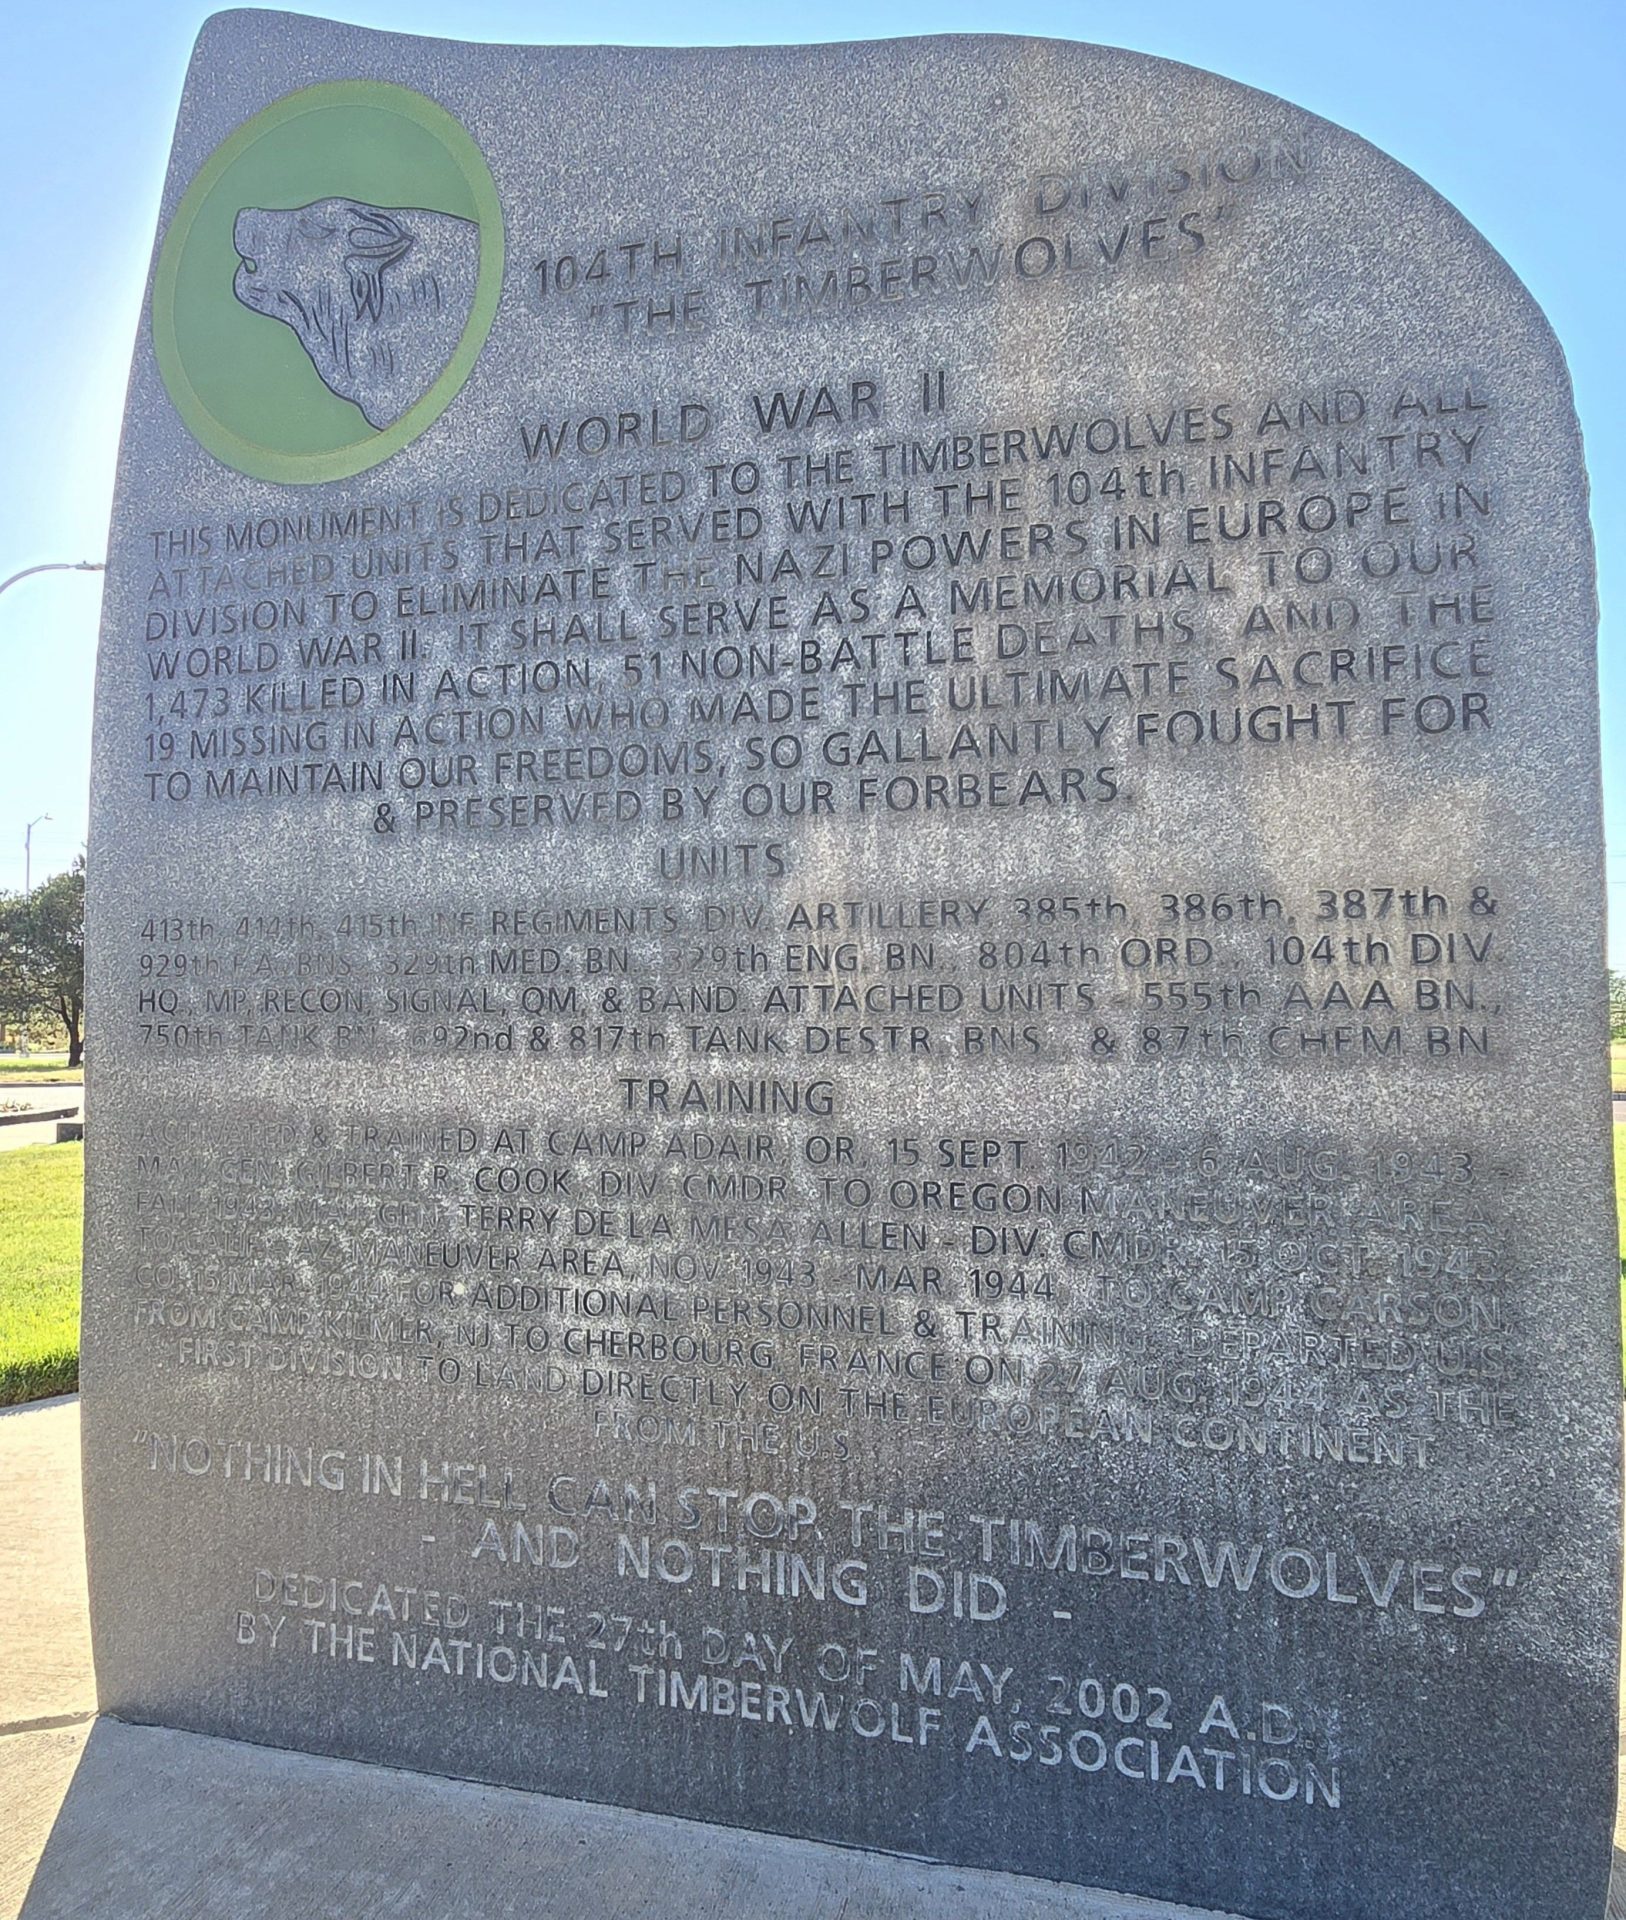 104TH INFANTRY DIVISION
"THE TIMBERWOLVES"
WORLD WAR II
THIS MONUMENT IS DEDICATED TO THE TIMBERWOLVES AND ALL
ATTACHED UNITS THAT SERVED WITH THE 104th INFANTRY
DIVISION TO ELIMINATE THE NAZI POWERS IN EUROPE IN
WORLD WAR II. IT SHALL SERVE AS A MEMORIAL TO OUR
1,473 KILLED IN ACTION, 51 NON-BATTLE DEATHS, AND THE
19 MISSING IN ACTION WHO MADE THE ULTIMATE SACRIFICE
TO MAINTAIN OUR FREEDOMS, SO GALLANTLY FOUGHT FOR
& PRESERVED BY OUR FORBEARS.
UNITS
413th, 414th, 415th INF. REGIMENTS. DIV. ARTILLERY, 385th, 386th, 387th &
929th F.A. BNS., 329th MED. BN., 329th ENG. BN., 804th ORD., 104th DIV.
HQ., MP, RECON, SIGNAL, QM, & BAND. ATTACHED UNITS - 555th AAA BN.,
750th TANK BN., 692nd & 817th TANK DESTR. BNS., & 87th CHEM. BN.
TRAINING
ACTIVATED & TRAINED AT CAMP ADAIR, OR, 15 SEPT. 1942 - 6 AUG. 1943 -
MAJ. GEN. GILBERT R. COOK, DIV. CMDR. TO OREGON MANEUVER AREA
FALL 1943. MAJ. GEN. TERRY DE LA MESA ALLEN - DIV. CMDR. 15 OCT. 1943.
TO CALIF.-AZ MANEUVER AREA, NOV. 1943 - MAR. 1944. TO CAMP CARSON,
CO. 15 MAR. 1944 FOR ADDITIONAL PERSONNEL & TRAINING. DEPARTED U.S.
FROM CAMP KILMER, NJ TO CHERBOURG, FRANCE ON 27 AUG. 1944 AS THE
FIRST DIVISION TO LAND DIRECTLY ON THE EUROPEAN CONTINENT
FROM THE U.S.
"NOTHING IN HELL CAN STOP THE TIMBERWOLVES"
- AND NOTHING DID -
DEDICATED THE 27th DAY OF MAY, 2002 A.D.
BY THE NATIONAL TIMBERWOLF ASSOCIATION